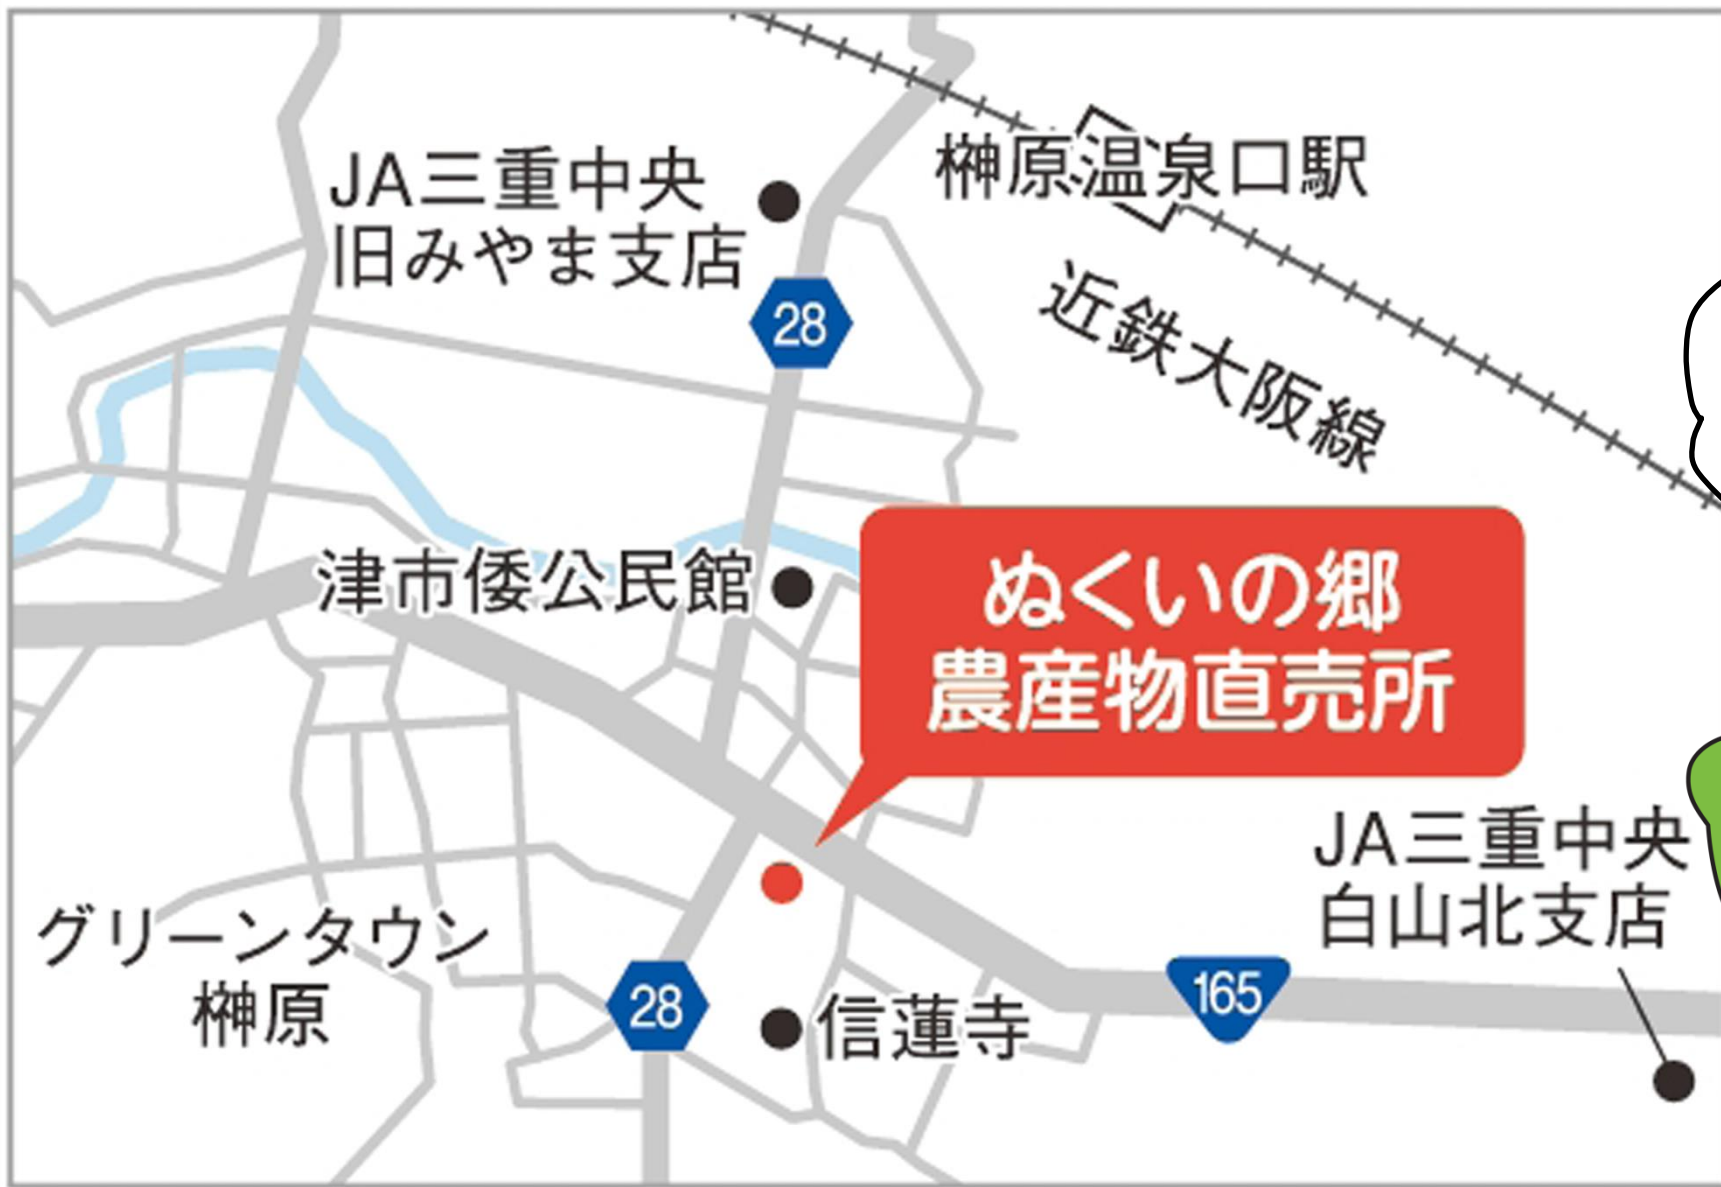 JA三重中央
旧みやま支店
榊原温泉口駅
28
近鉄大阪線
津市倭公民館
ぬくいの郷
農産物直売所
JA三重中央
白山北支店
グリーンタウン
榊原
28
信蓮寺
165